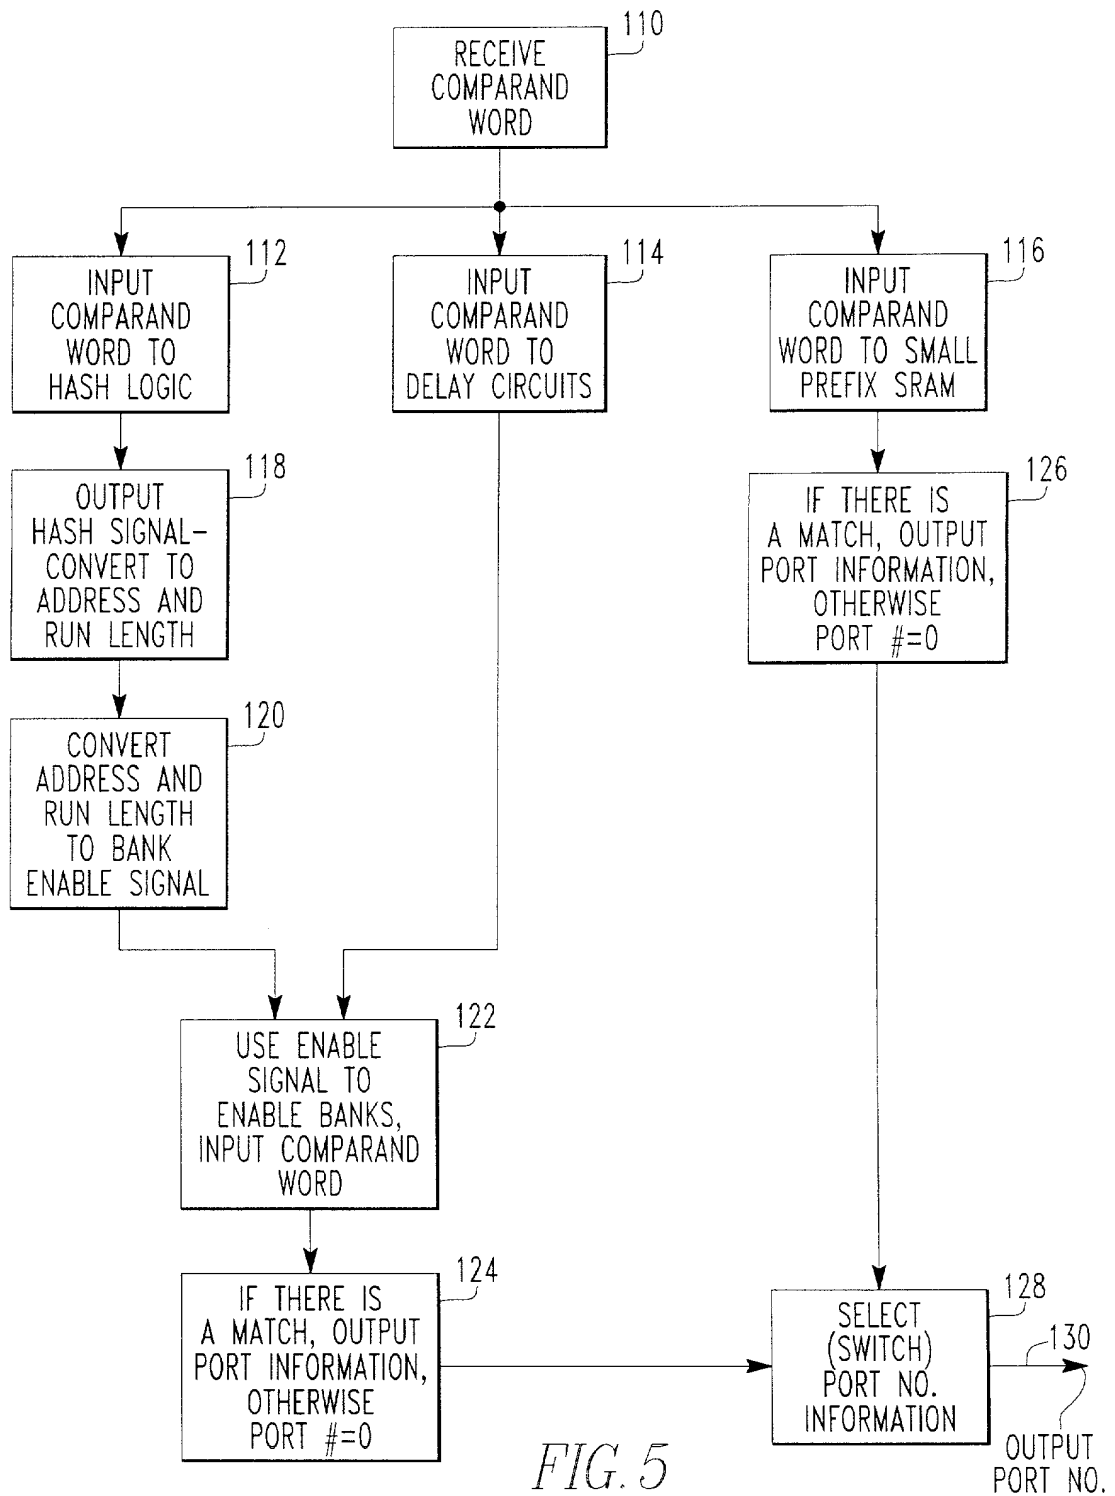 110
RECEIVE
COMPARAND
WORD
112
INPUT
COMPARAND
WORD TO
HASH LOGIC
114
INPUT
COMPARAND
WORD TO
DELAY CIRCUITS
116
INPUT
COMPARAND
WORD TO SMALL
PREFIX SRAM
118
OUTPUT
HASH SIGNAL-
CONVERT TO
ADDRESS AND
RUN LENGTH
126
IF THERE IS
A MATCH, OUTPUT
PORT INFORMATION,
OTHERWISE
PORT #=0
120
CONVERT
ADDRESS AND
RUN LENGTH
TO BANK
ENABLE SIGNAL
122
USE ENABLE
SIGNAL TO
ENABLE BANKS,
INPUT COMPARAND
WORD
124
IF THERE IS
A MATCH, OUTPUT
PORT INFORMATION,
OTHERWISE
PORT #=0
128
SELECT
(SWITCH)
PORT NO.
INFORMATION
130
OUTPUT
PORT NO.
FIG. 5